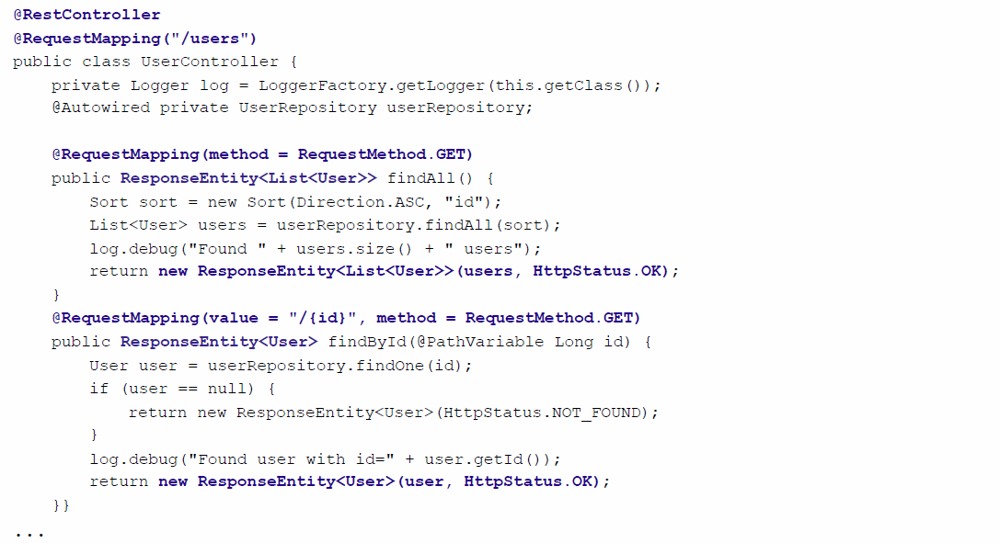 @RestController
@RequestMapping("/users")
public class UserController {
    private Logger log = LoggerFactory.getLogger(this.getClass());
    @Autowired private UserRepository userRepository;

    @RequestMapping(method = RequestMethod.GET)
    public ResponseEntity<List<User>> findAll() {
        Sort sort = new Sort(Direction.ASC, "id");
        List<User> users = userRepository.findAll(sort);
        log.debug("Found " + users.size() + " users");
        return new ResponseEntity<List<User>>(users, HttpStatus.OK);
    }
    @RequestMapping(value = "/{id}", method = RequestMethod.GET)
    public ResponseEntity<User> findById(@PathVariable Long id) {
        User user = userRepository.findOne(id);
        if (user == null) {
            return new ResponseEntity<User>(HttpStatus.NOT_FOUND);
        }
        log.debug("Found user with id=" + user.getId());
        return new ResponseEntity<User>(user, HttpStatus.OK);
    }}
...